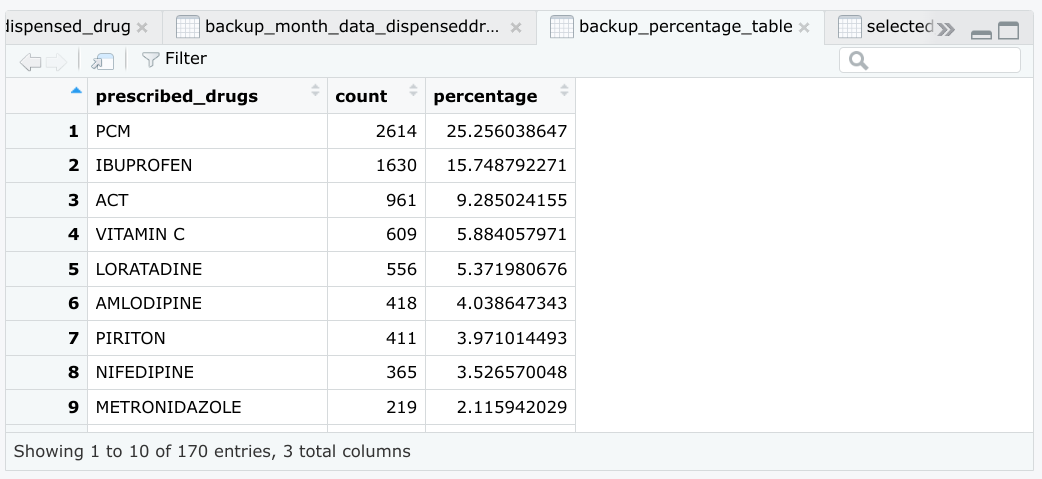 dispensed_drug backup_month_data_dispenseddr... backup_percentage_table selected
Filter
prescribed_drugs count percentage
1 PCM 2614 25.256038647
2 IBUPROFEN 1630 15.748792271
3 ACT 961 9.285024155
4 VITAMIN C 609 5.884057971
5 LORATADINE 556 5.371980676
6 AMLODIPINE 418 4.038647343
7 PIRITON 411 3.971014493
8 NIFEDIPINE 365 3.526570048
9 METRONIDAZOLE 219 2.115942029
Showing 1 to 10 of 170 entries, 3 total columns